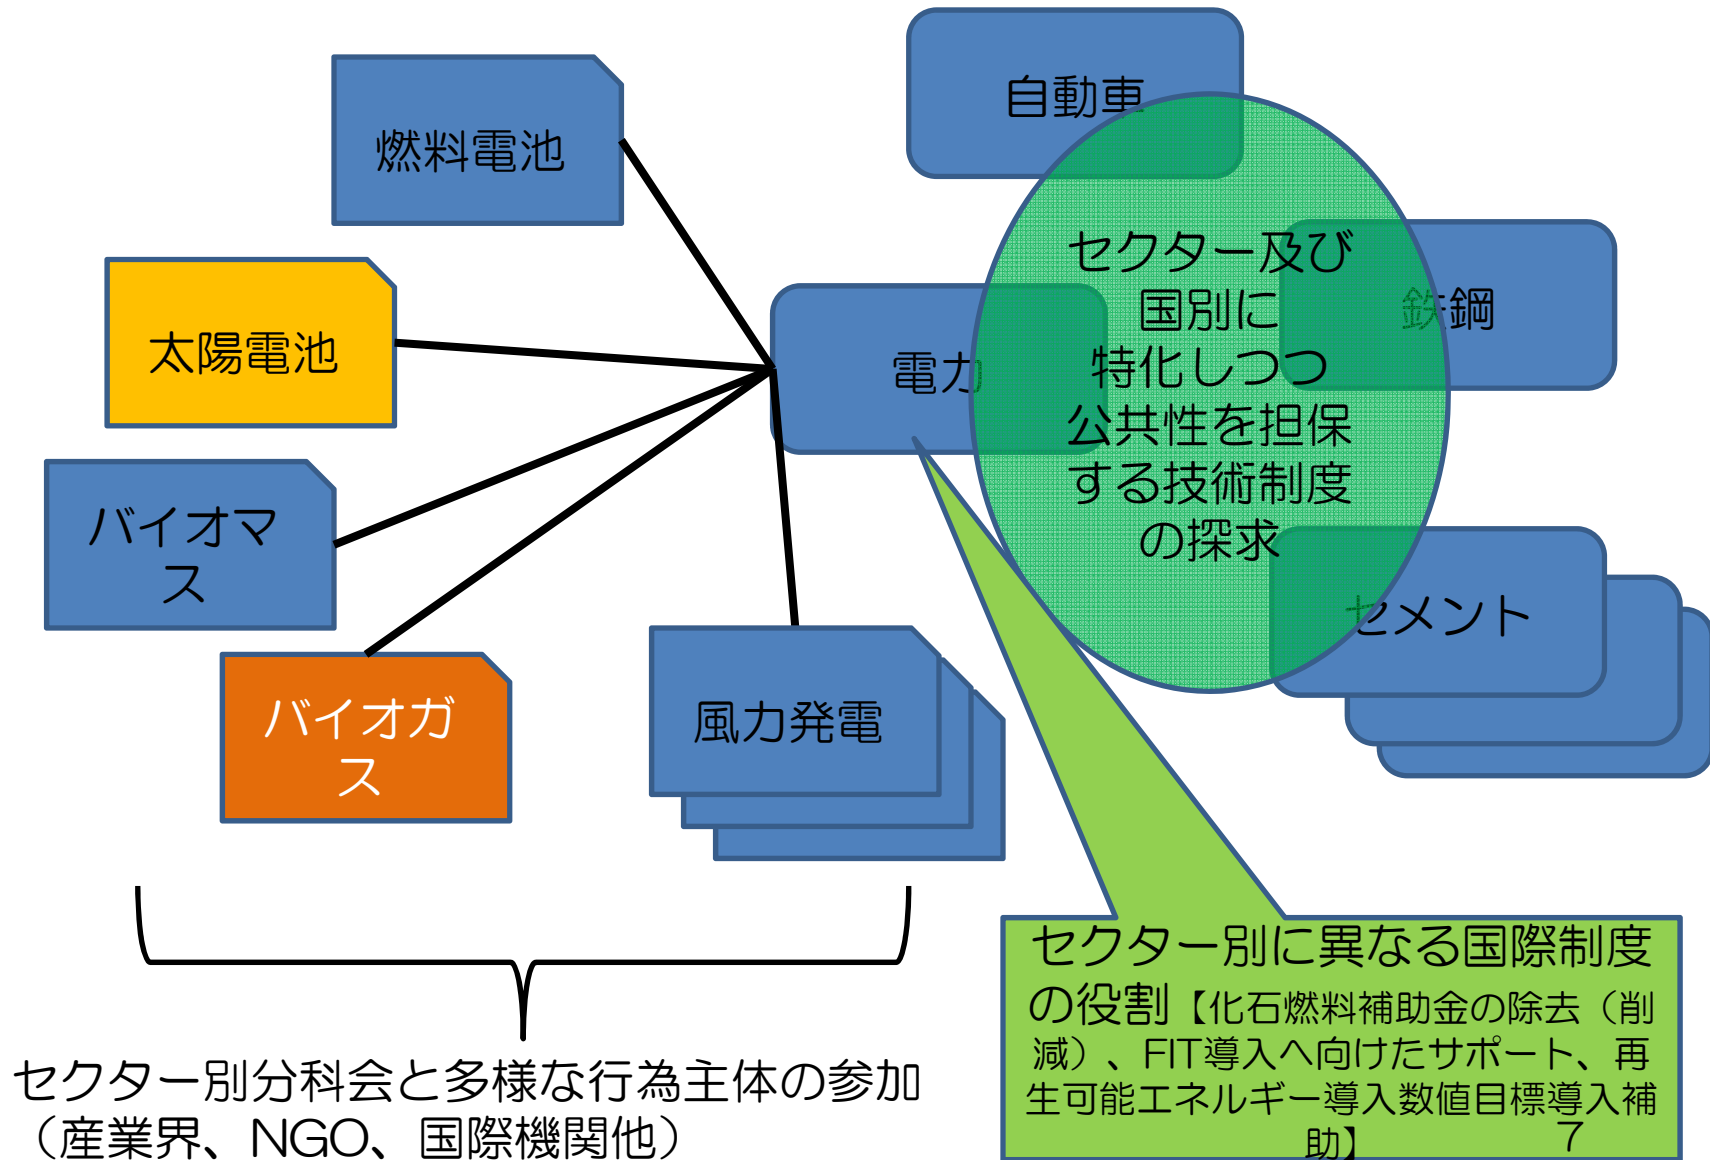 自動車
燃料電池
セクター及び
国別に
特化しつつ
公共性を担保
する技術制度
の探求
鉄鋼
太陽電池
電力
バイオマ
ス
セメント
バイオガ
ス
風力発電
セクター別に異なる国際制度
の役割【化石燃料補助金の除去（削
減）、FIT導入へ向けたサポート、再
生可能エネルギー導入数値目標導入補
助】
7
セクター別分科会と多様な行為主体の参加
（産業界、NGO、国際機関他）